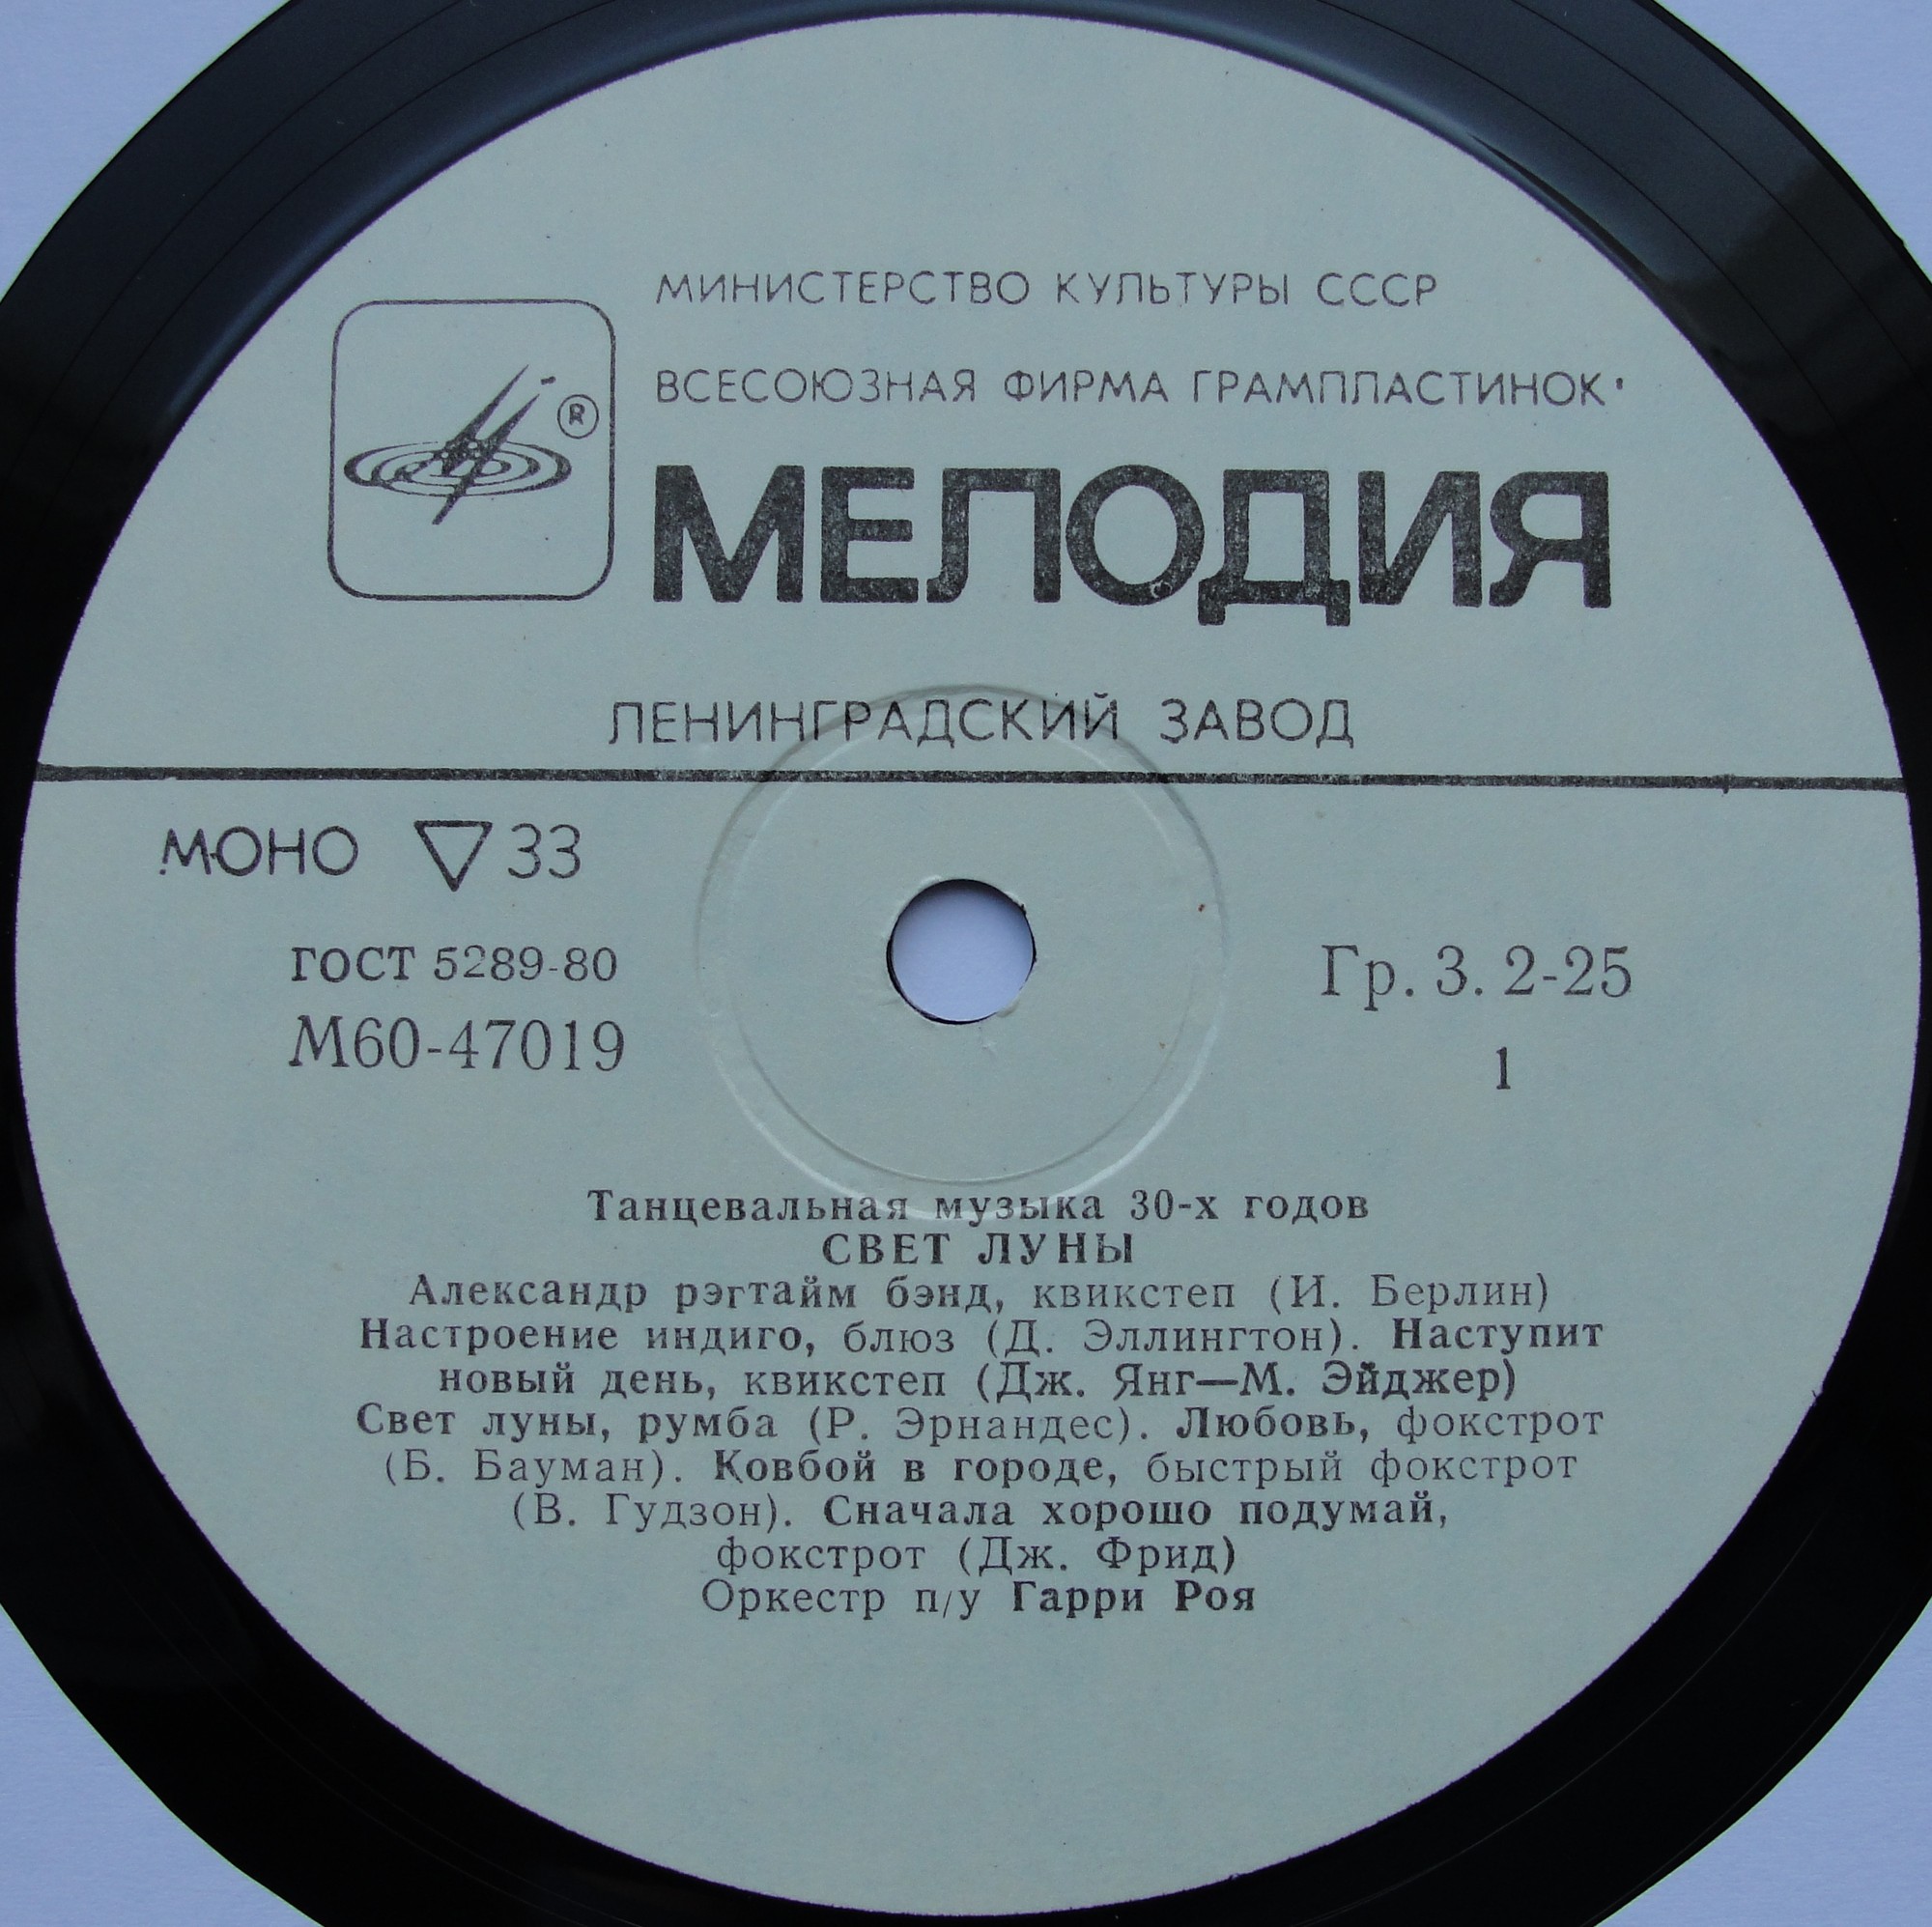 МИНИСТЕРСТВО КУЛЬТУРЫ СССР
ВСЕСОЮЗНАЯ ФИРМА ГРАМПЛАСТИНОК
®
МЕЛОДИЯ
ЛЕНИНГРАДСКИЙ ЗАВОД
МОНО ▽ 33
ГОСТ 5289-80
М60-47019
Гр. 3. 2-25
1
Танцевальная музыка 30-х годов
СВЕТ ЛУНЫ
Александр рэгтайм бэнд, квикстеп (И. Берлин)
Настроение индиго, блюз (Д. Эллингтон). Наступит
новый день, квикстеп (Дж. Янг—М. Эйджер)
Свет луны, румба (Р. Эрнандес). Любовь, фокстрот
(Б. Бауман). Ковбой в городе, быстрый фокстрот
(В. Гудзон). Сначала хорошо подумай,
фокстрот (Дж. Фрид)
Оркестр п/у Гарри Роя